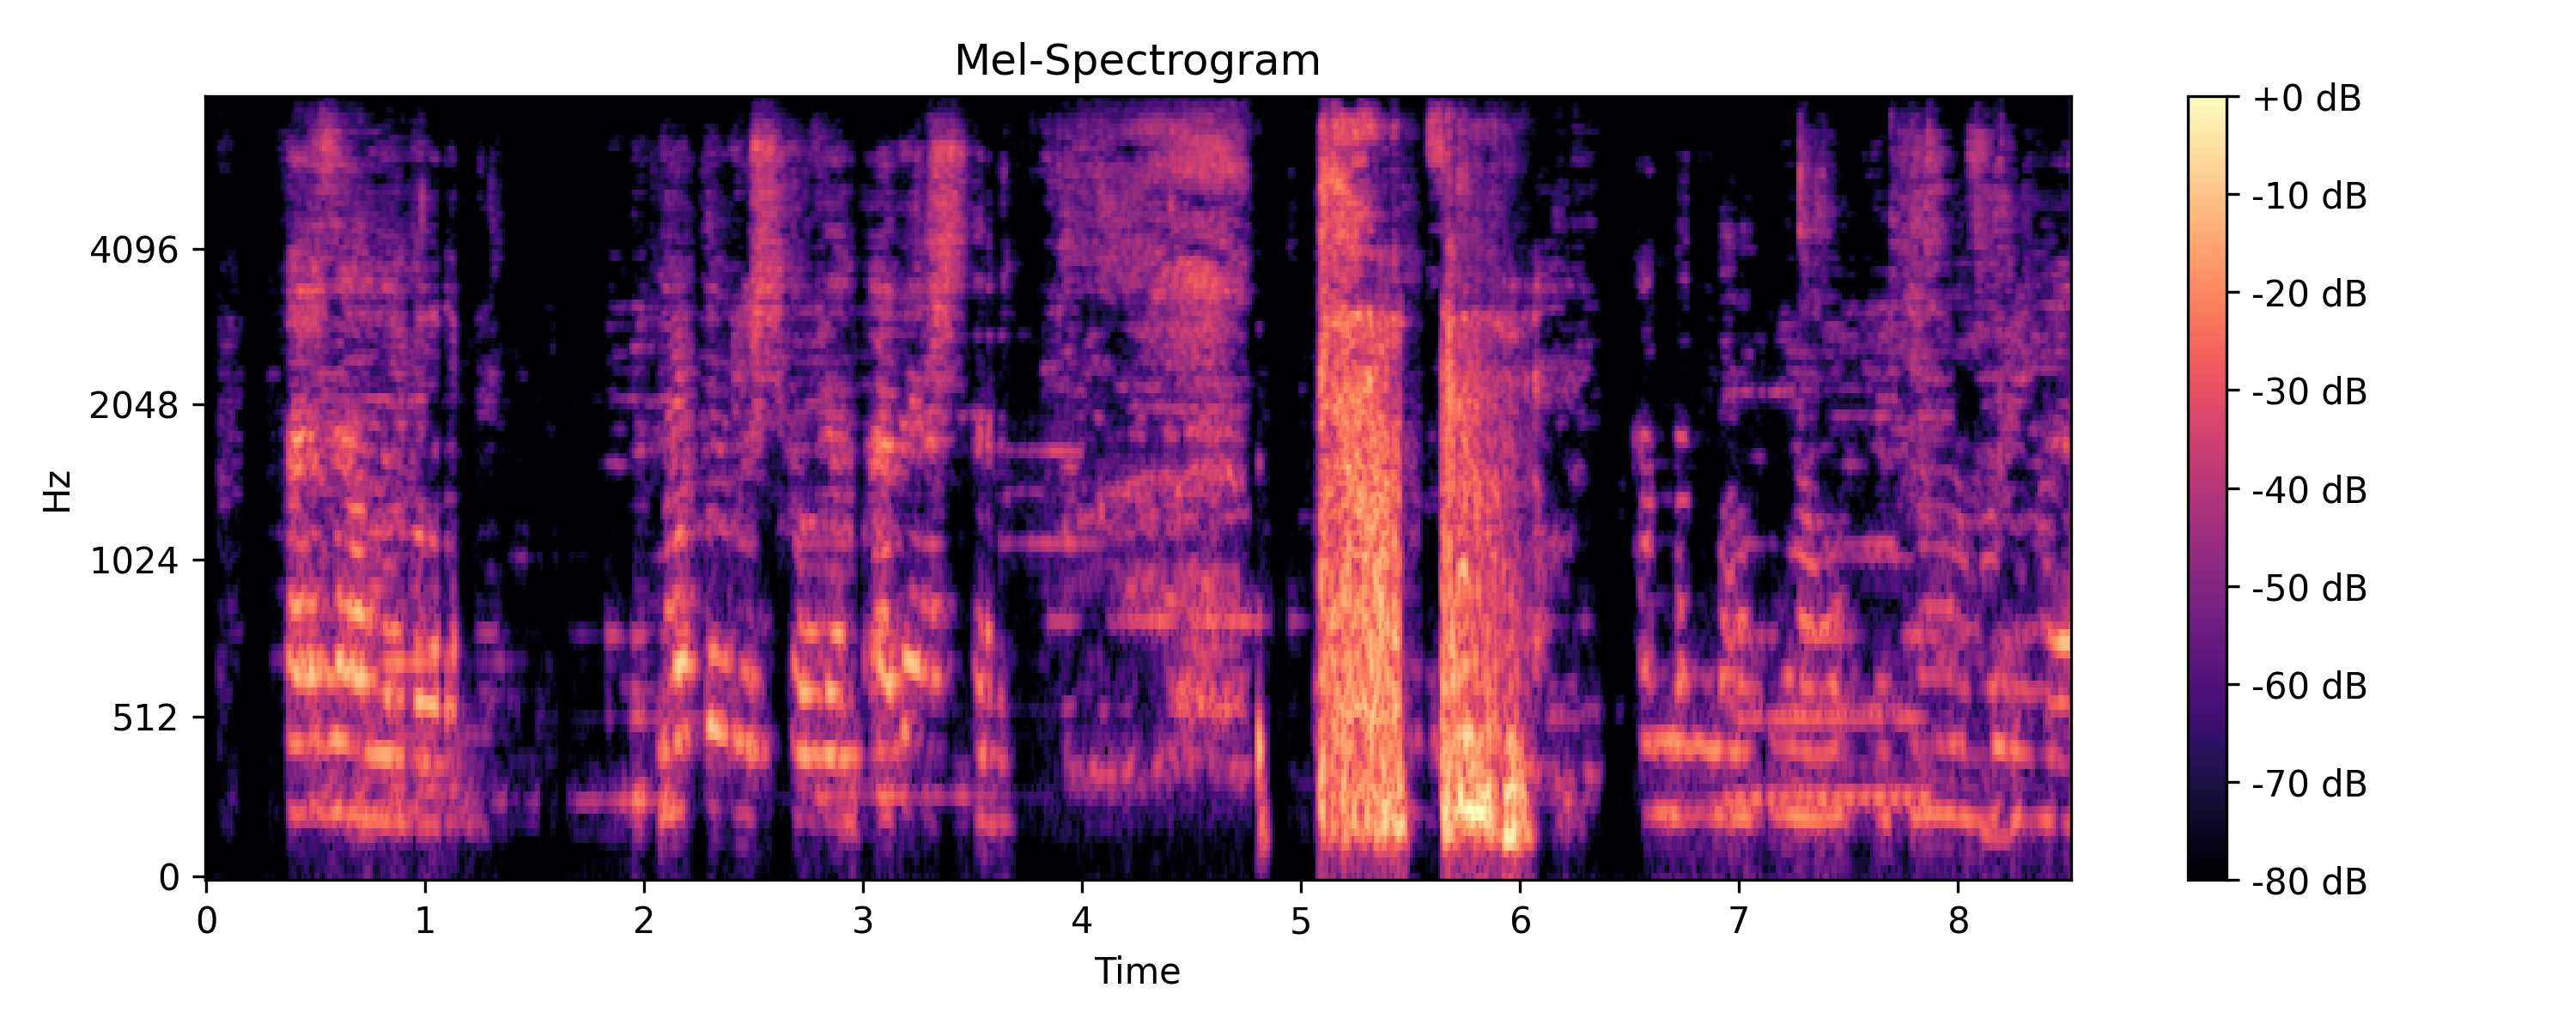 Mel-Spectrogram
Hz
4096
2048
1024
512
0
0 1 2 3 4 5 6 7 8
Time
+0 dB
-10 dB
-20 dB
-30 dB
-40 dB
-50 dB
-60 dB
-70 dB
-80 dB